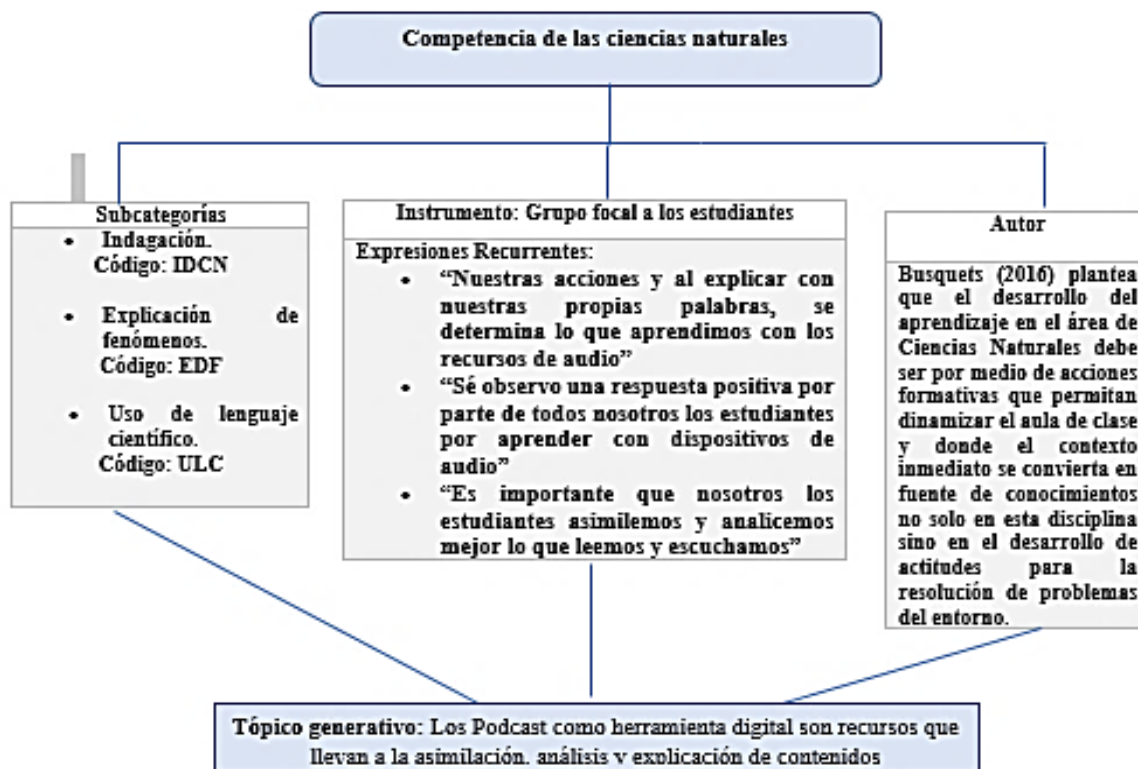 Competencia de las ciencias naturales
Subcategorías
• Indagación.
Código: IDCN
• Explicación de
fenómenos.
Código: EDF
• Uso de lenguaje
científico.
Código: ULC
Instrumento: Grupo focal a los estudiantes
Expresiones Recurrentes:
• “Nuestras acciones y al explicar con
nuestras propias palabras, se
determina lo que aprendimos con los
recursos de audio”
• “Sé observo una respuesta positiva por
parte de todos nosotros los estudiantes
por aprender con dispositivos de
audio”
• “Es importante que nosotros los
estudiantes asimilemos y analicemos
mejor lo que leemos y escuchamos”
Autor
Busquets (2016) plantea
que el desarrollo del
aprendizaje en el área de
Ciencias Naturales debe
ser por medio de acciones
formativas que permitan
dinamizar el aula de clase
y donde el contexto
inmediato se convierta en
fuente de conocimientos
no solo en esta disciplina
sino en el desarrollo de
actitudes para la
resolución de problemas
del entorno.
Tópico generativo: Los Podcast como herramienta digital son recursos que
llevan a la asimilación, análisis y explicación de contenidos